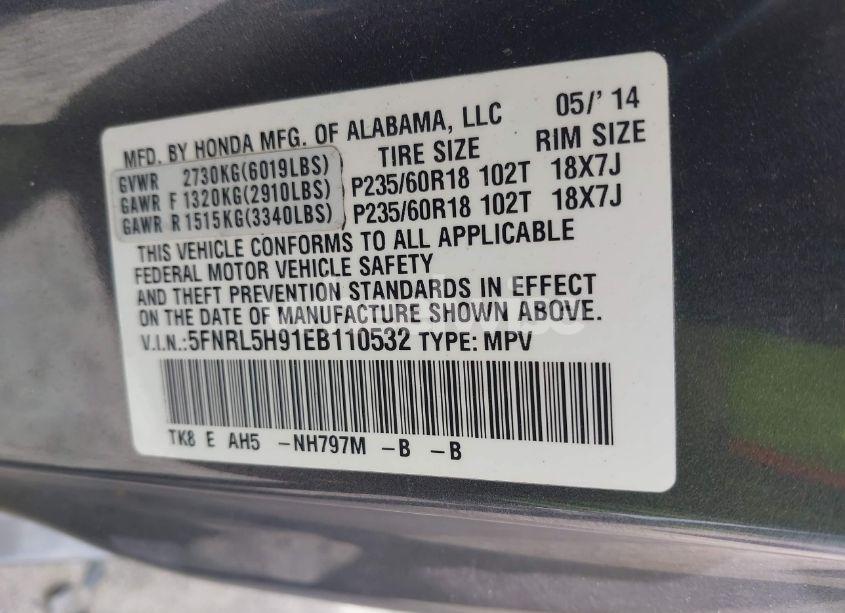 MFD. BY HONDA MFG. OF ALABAMA, LLC 05/' 14
GVWR 2730KG(6019LBS) TIRE SIZE RIM SIZE
GAWR F 1320KG(2910LBS) P235/60R18 102T 18X7J
GAWR R 1515KG(3340LBS) P235/60R18 102T 18X7J
THIS VEHICLE CONFORMS TO ALL APPLICABLE
FEDERAL MOTOR VEHICLE SAFETY
AND THEFT PREVENTION STANDARDS IN EFFECT
ON THE DATE OF MANUFACTURE SHOWN ABOVE.
V.I.N.: 5FNRL5H91EB110532 TYPE: MPV
TK8 E AH5 -NH797M -B -B